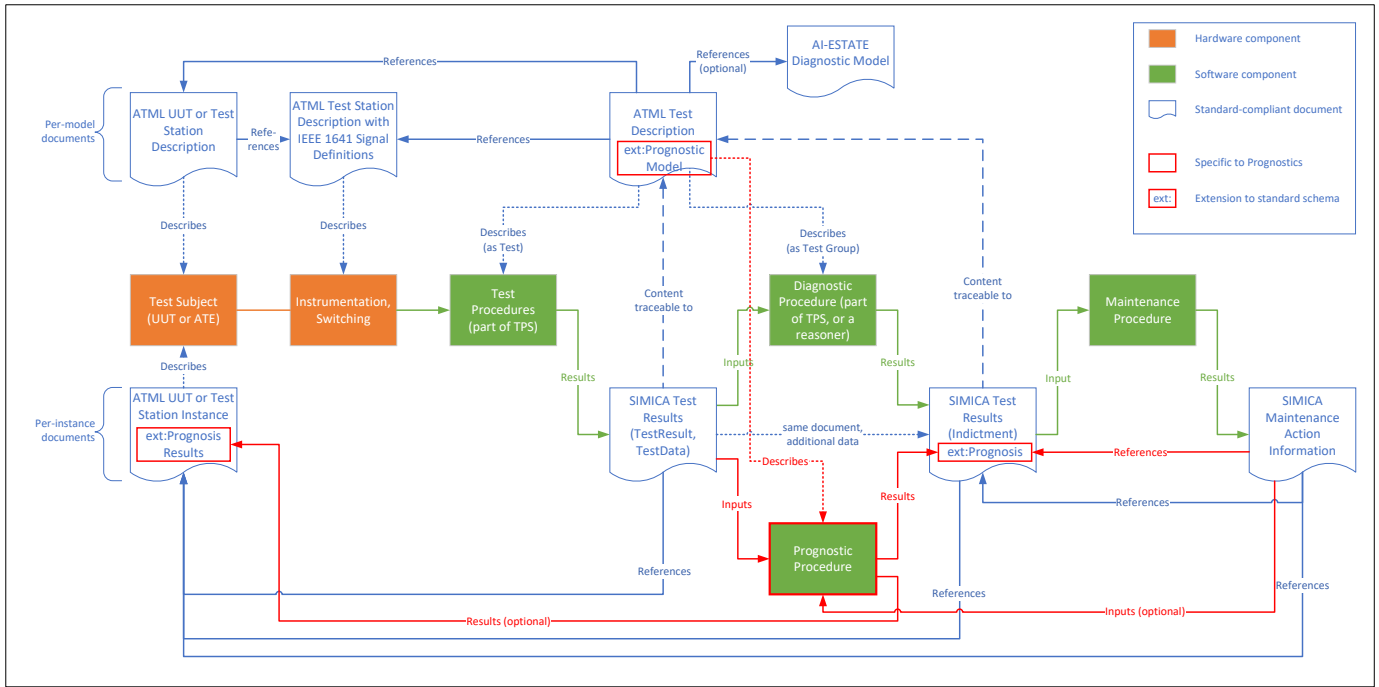 References
References
(optional)
AI-ESTATE
Diagnostic Model
Hardware component
Software component
Standard-compliant document
Specific to Prognostics
ext:
Extension to standard schema
Per-model
documents
ATML UUT or Test
Station
Description
Refe-
rences
ATML Test Station
Description with
IEEE 1641 Signal
Definitions
References
ATML Test
Description
ext:Prognostic
Model
Describes
Describes
Describes
(as Test)
Describes
(as Test Group)
Test Subject
(UUT or ATE)
Instrumentation,
Switching
Test
Procedures
(part of TPS)
Content
traceable to
Diagnostic
Procedure (part
of TPS, or a
reasoner)
Content
traceable to
Maintenance
Procedure
Describes
Results
Inputs
Results
Input
Results
Per-instance
documents
ATML UUT or Test
Station Instance
ext:Prognosis
Results
SIMICA Test
Results
(TestResult,
TestData)
same document,
additional data
Describes
SIMICA Test
Results
(Indictment)
ext:Prognosis
References
SIMICA
Maintenance
Action
Information
Inputs
Results
References
Prognostic
Procedure
References
References
References
Results (optional)
Inputs (optional)